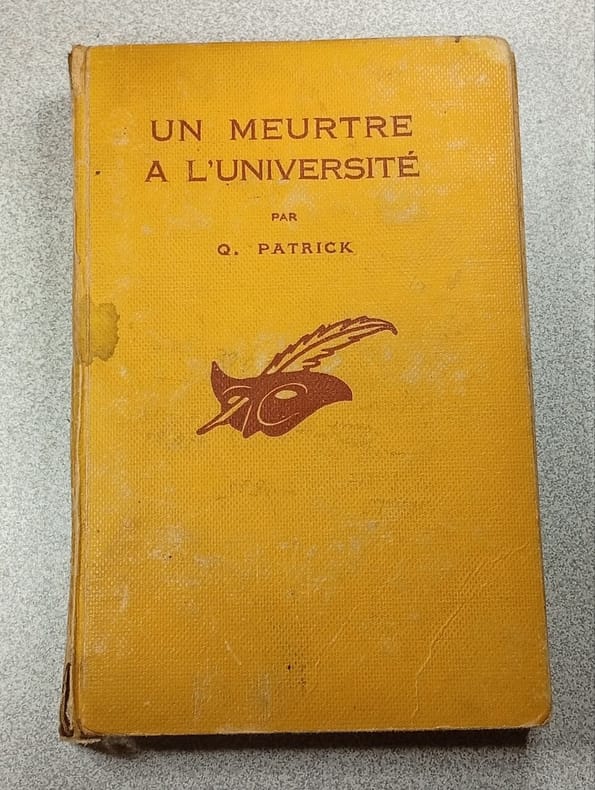 UN MEURTRE
A L'UNIVERSITÉ
PAR
Q. PATRICK